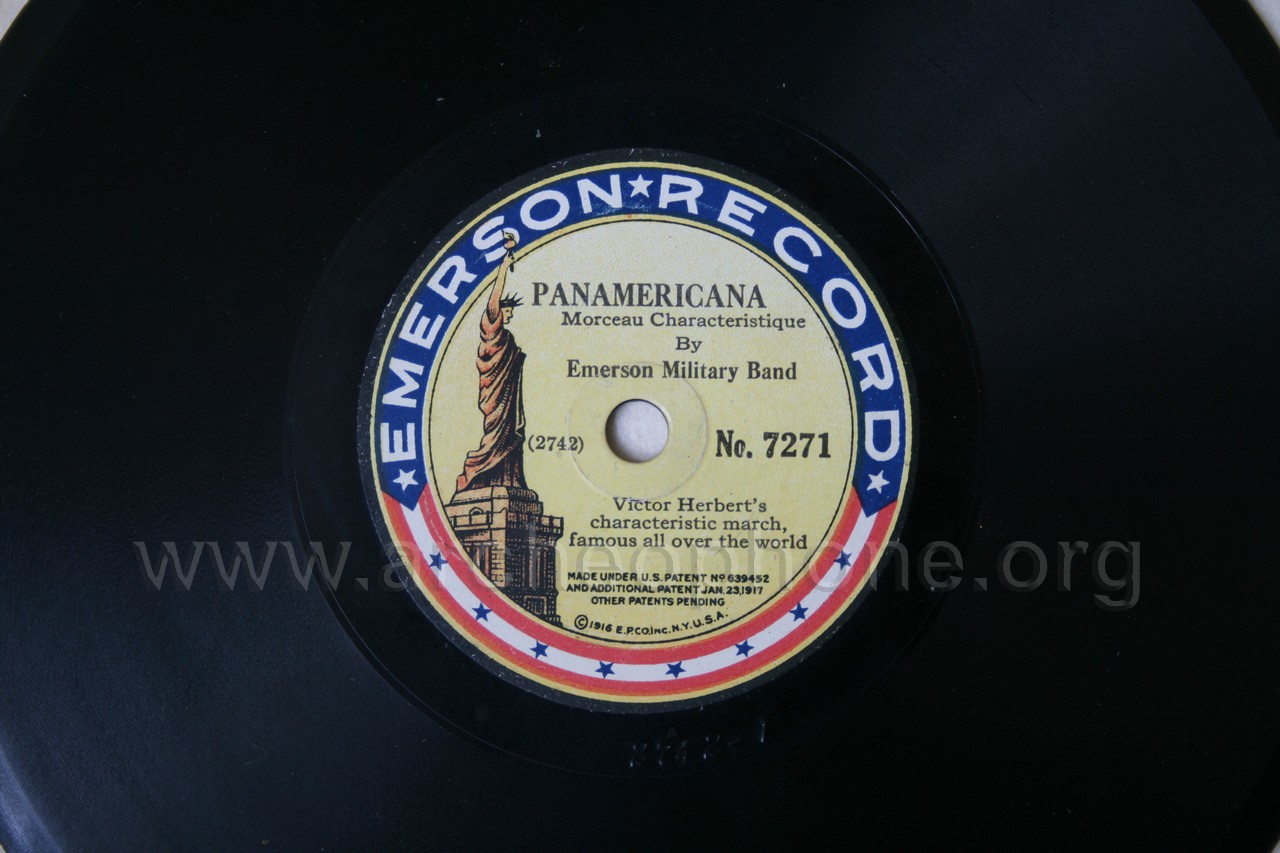 EMERSON★RECORD
PANAMERICANA
Morceau Characteristique
By
Emerson Military Band
(2742)
No. 7271
Victor Herbert's
characteristic march,
famous all over the world
MADE UNDER U.S. PATENT Nº 639452
AND ADDITIONAL PATENT JAN.23,1917
OTHER PATENTS PENDING
©1916 E.P.CO.INC.N.Y.U.S.A.
www.archeophone.org
2742-1